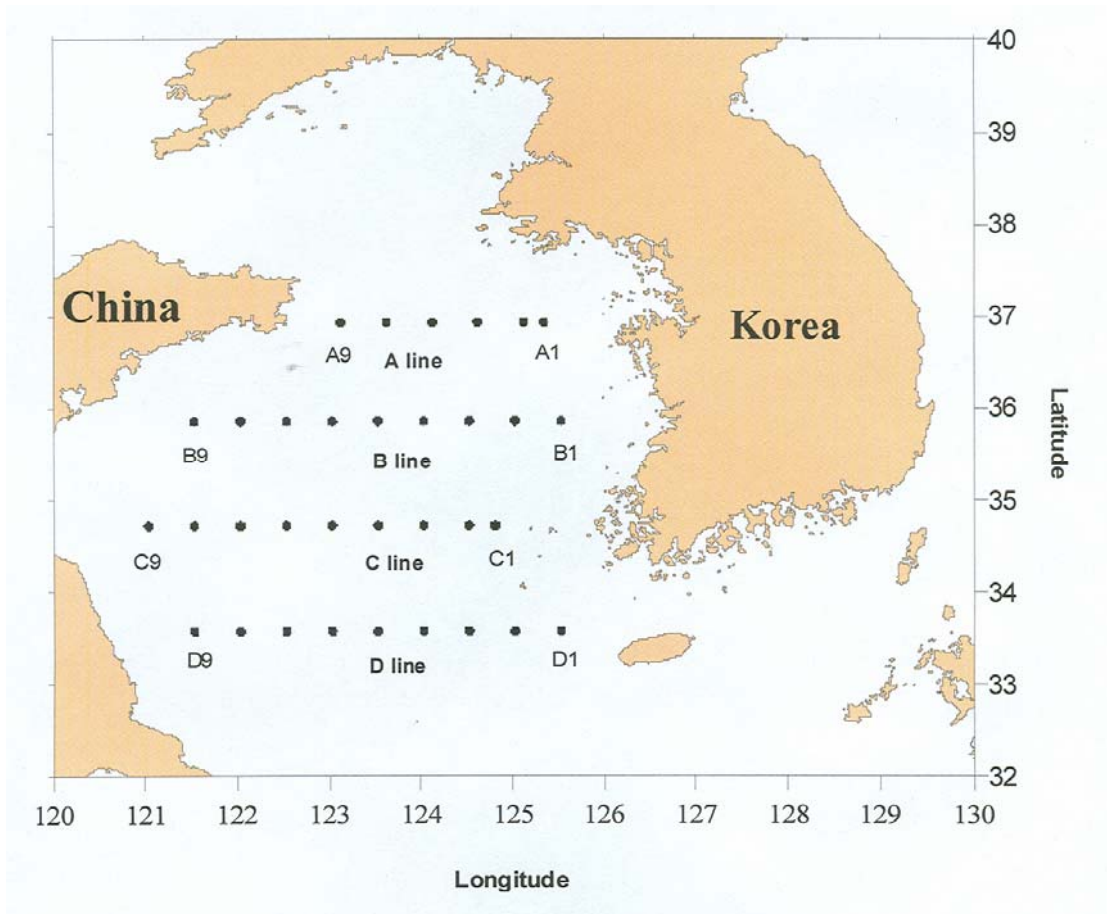 40
39
38
China
37
Korea
A9
A line
A1
36
B9
B line
B1
Latitude
35
C9
C line
C1
34
D9
D line
D1
33
32
120 121 122 123 124 125 126 127 128 129 130
Longitude